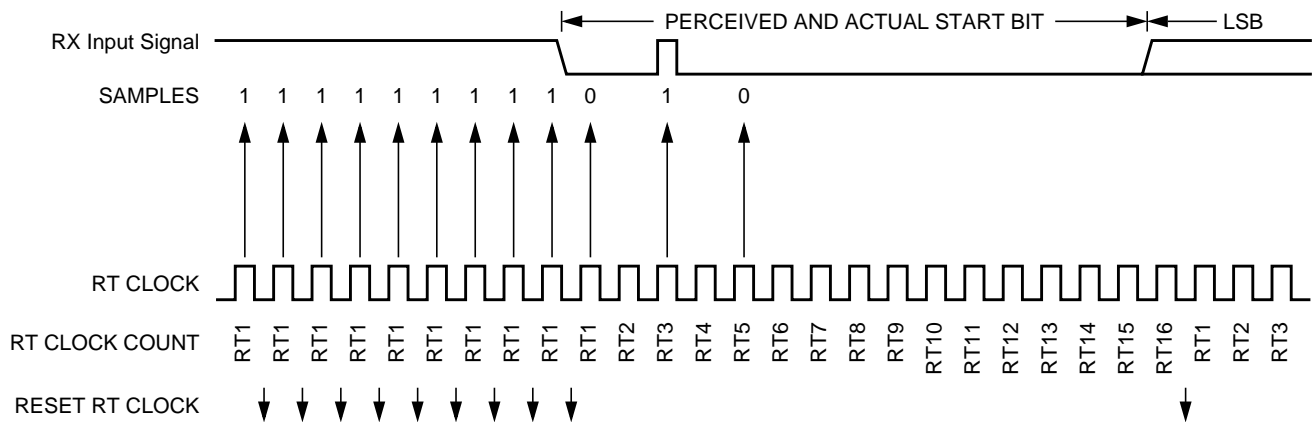 PERCEIVED AND ACTUAL START BIT LSB
RX Input Signal
SAMPLES 1 1 1 1 1 1 1 1 1 0 1 0
RT CLOCK
RT CLOCK COUNT RT1 RT1 RT1 RT1 RT1 RT1 RT1 RT1 RT1 RT1 RT2 RT3 RT4 RT5 RT6 RT7 RT8 RT9 RT10 RT11 RT12 RT13 RT14 RT15 RT16 RT1 RT2 RT3
RESET RT CLOCK